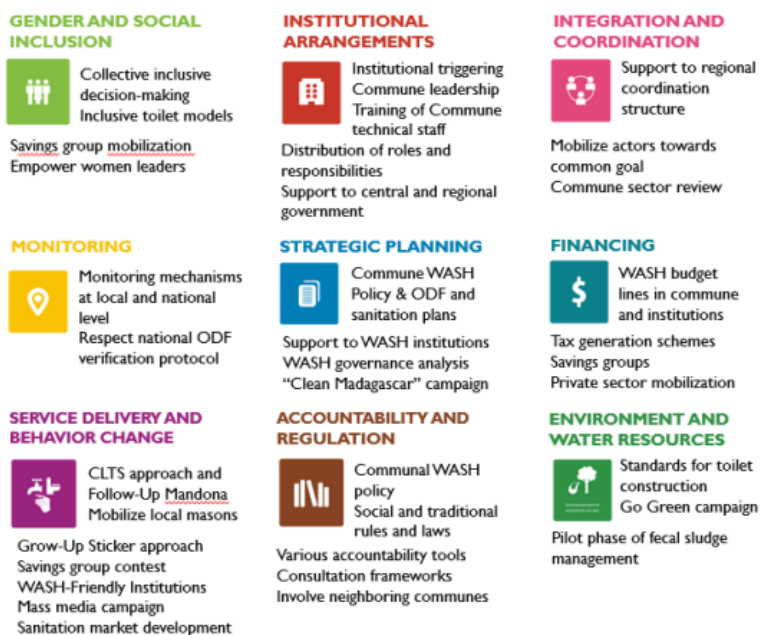 GENDER AND SOCIAL
INCLUSION
Collective inclusive
decision-making
Inclusive toilet models
Savings group mobilization
Empower women leaders
INSTITUTIONAL
ARRANGEMENTS
Institutional triggering
Commune leadership
Training of Commune
technical staff
Distribution of roles and
responsibilities
Support to central and regional
government
INTEGRATION AND
COORDINATION
Support to regional
coordination
structure
Mobilize actors towards
common goal
Commune sector review
MONITORING
Monitoring mechanisms
at local and national
level
Respect national ODF
verification protocol
STRATEGIC PLANNING
Commune WASH
Policy & ODF and
sanitation plans
Support to WASH institutions
WASH governance analysis
“Clean Madagascar” campaign
FINANCING
$
WASH budget
lines in commune
and institutions
Tax generation schemes
Savings groups
Private sector mobilization
SERVICE DELIVERY AND
BEHAVIOR CHANGE
CLTS approach and
Follow-Up Mandona
Mobilize local masons
Grow-Up Sticker approach
Savings group contest
WASH-Friendly Institutions
Mass media campaign
Sanitation market development
ACCOUNTABILITY AND
REGULATION
Communal WASH
policy
Social and traditional
rules and laws
Various accountability tools
Consultation frameworks
Involve neighboring communes
ENVIRONMENT AND
WATER RESOURCES
Standards for toilet
construction
Go Green campaign
Pilot phase of fecal sludge
management